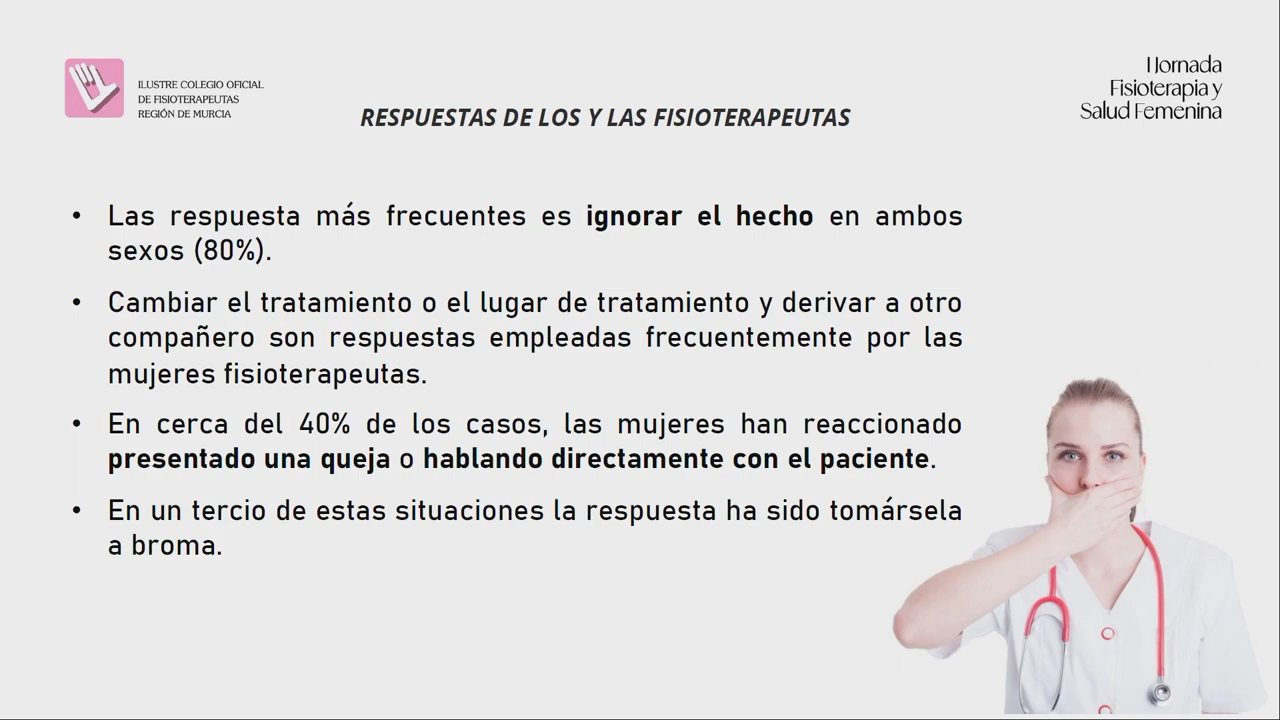 ILUSTRE COLEGIO OFICIAL
DE FISIOTERAPEUTAS
REGIÓN DE MURCIA
I Jornada
Fisioterapia y
Salud Femenina
RESPUESTAS DE LOS Y LAS FISIOTERAPEUTAS
• Las respuesta más frecuentes es ignorar el hecho en ambos
sexos (80%).
• Cambiar el tratamiento o el lugar de tratamiento y derivar a otro
compañero son respuestas empleadas frecuentemente por las
mujeres fisioterapeutas.
• En cerca del 40% de los casos, las mujeres han reaccionado
presentado una queja o hablando directamente con el paciente.
• En un tercio de estas situaciones la respuesta ha sido tomársela
a broma.